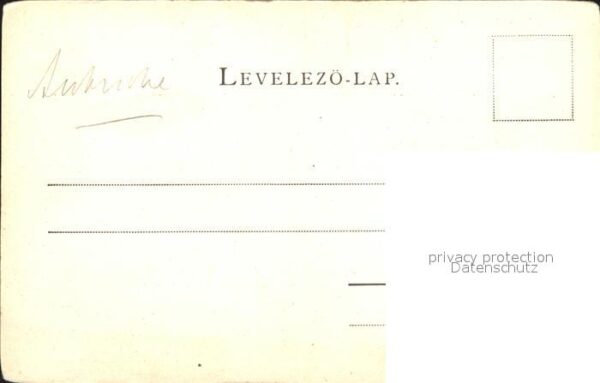 Autriche
LEVELEZÖ-LAP.
privacy protection
Datenschutz